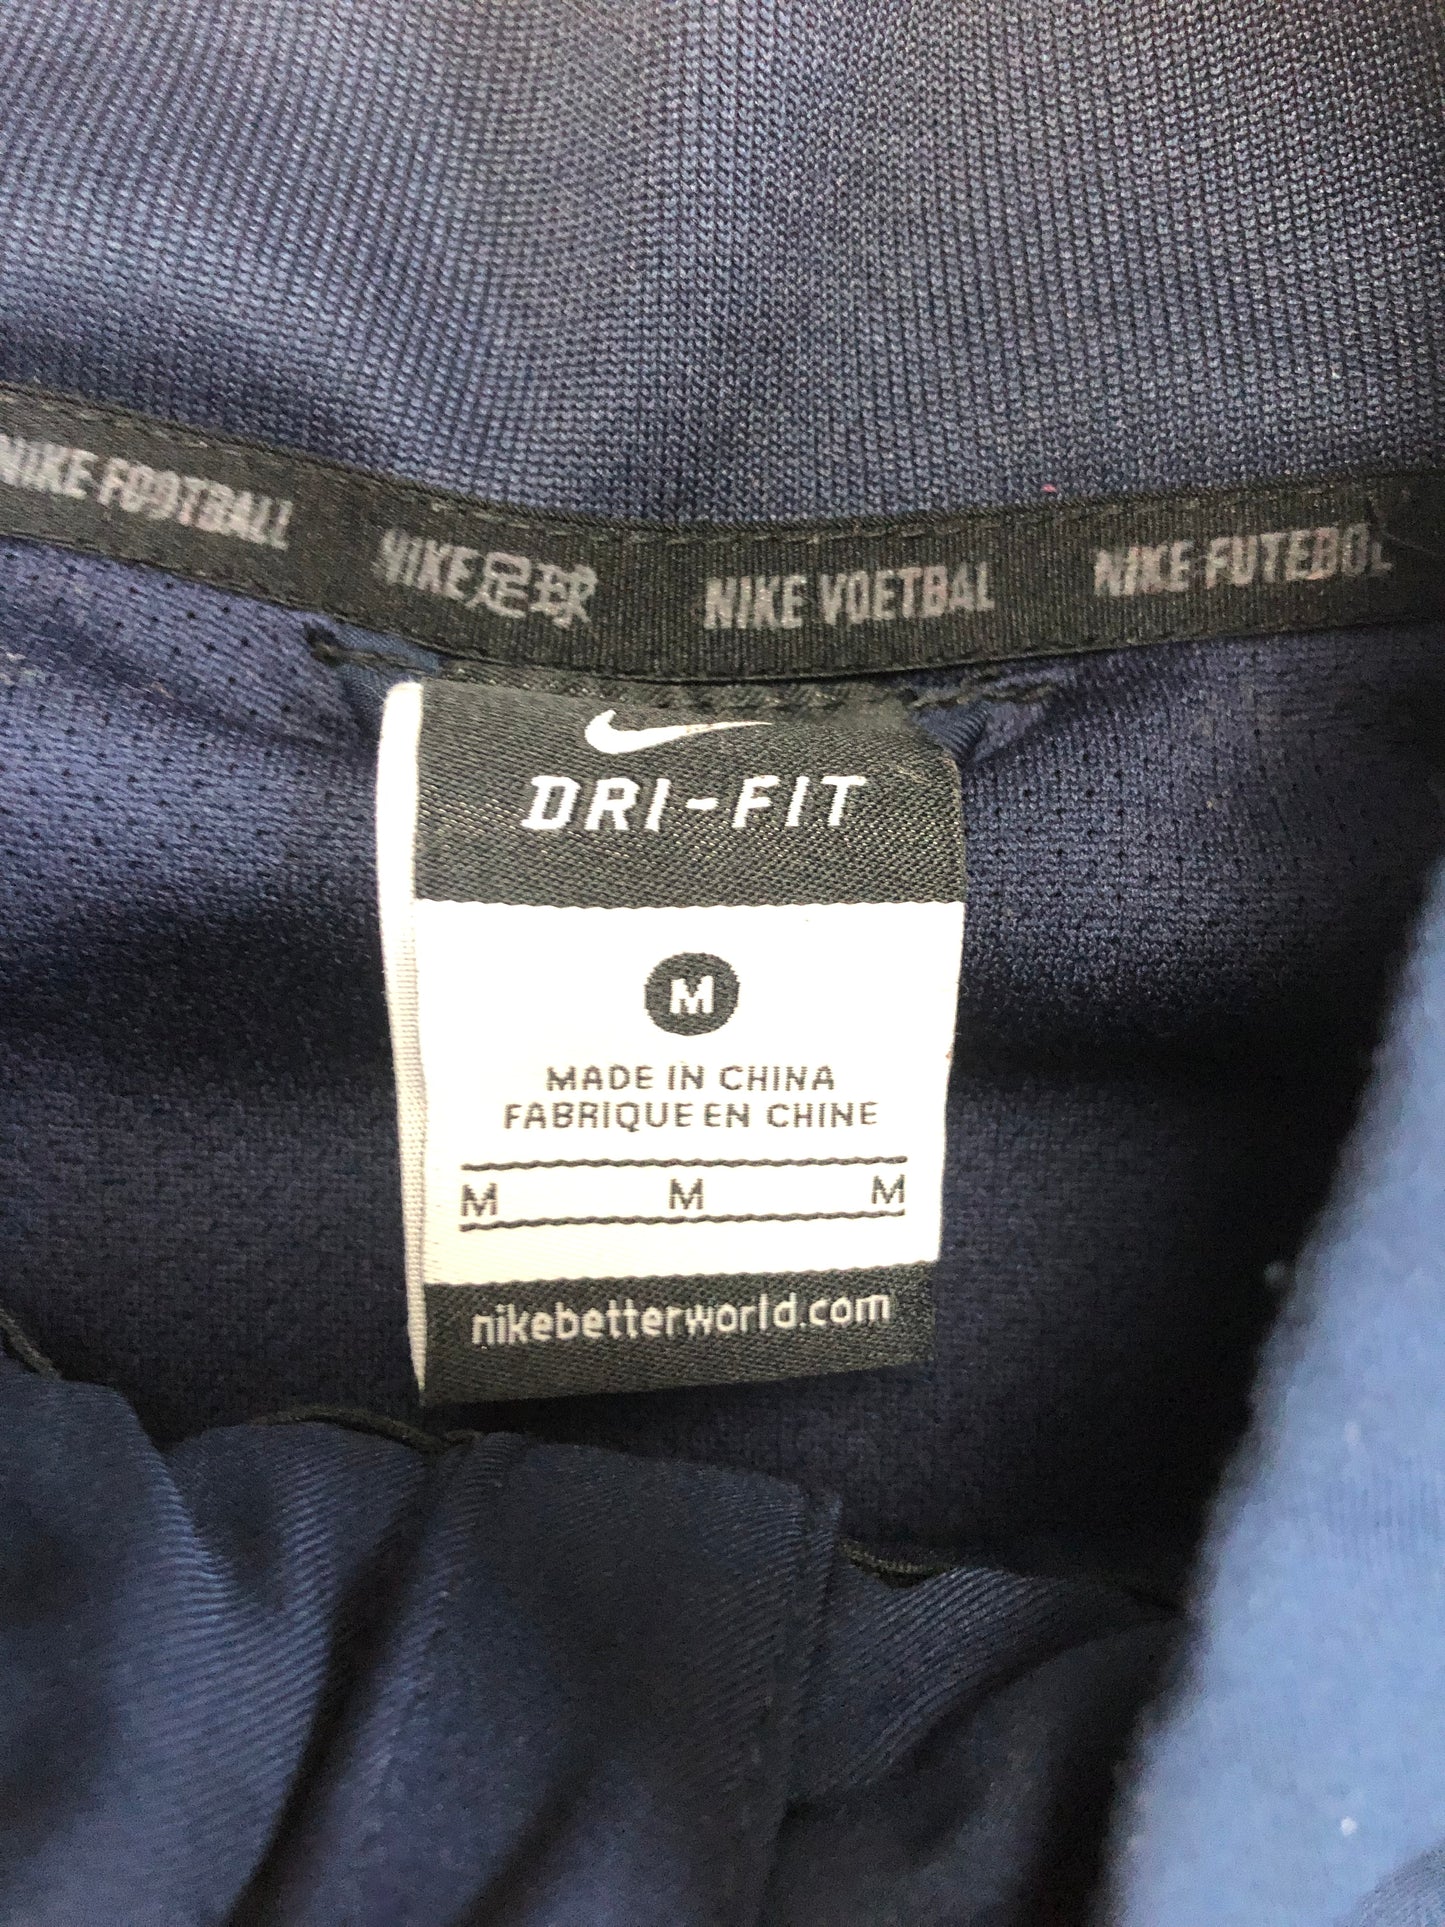 NIKE FOOTBALL NIKE足球 NIKE VOETBAL NIKE FUTEBOL
DRI-FIT
M
MADE IN CHINA
FABRIQUE EN CHINE
M M M
nikebetterworld.com